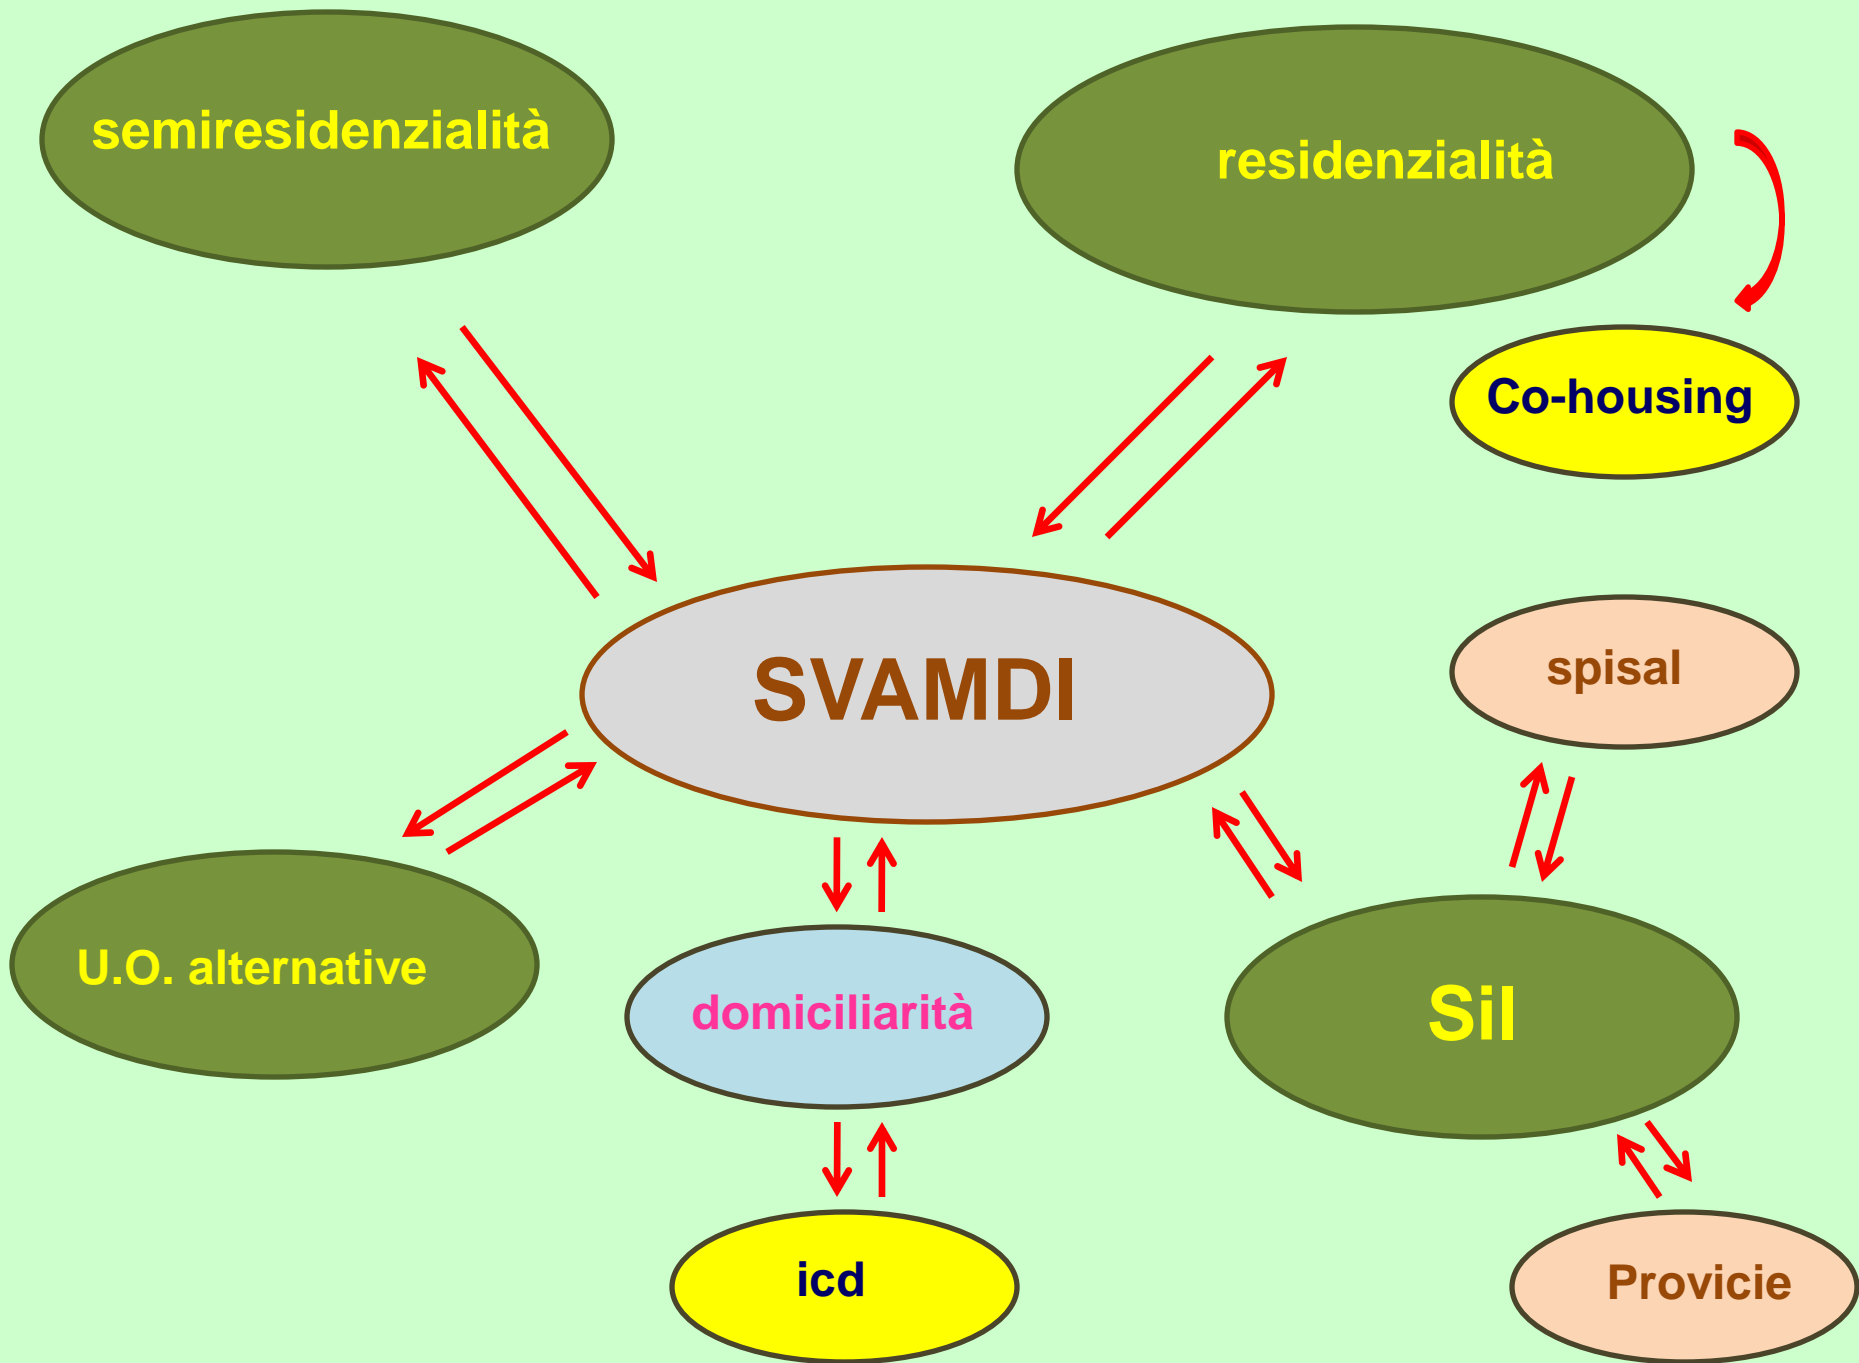 semiresidenzialità
residenzialità
Co-housing
SVAMDI
spisal
U.O. alternative
domiciliarità
Sil
icd
Provicie